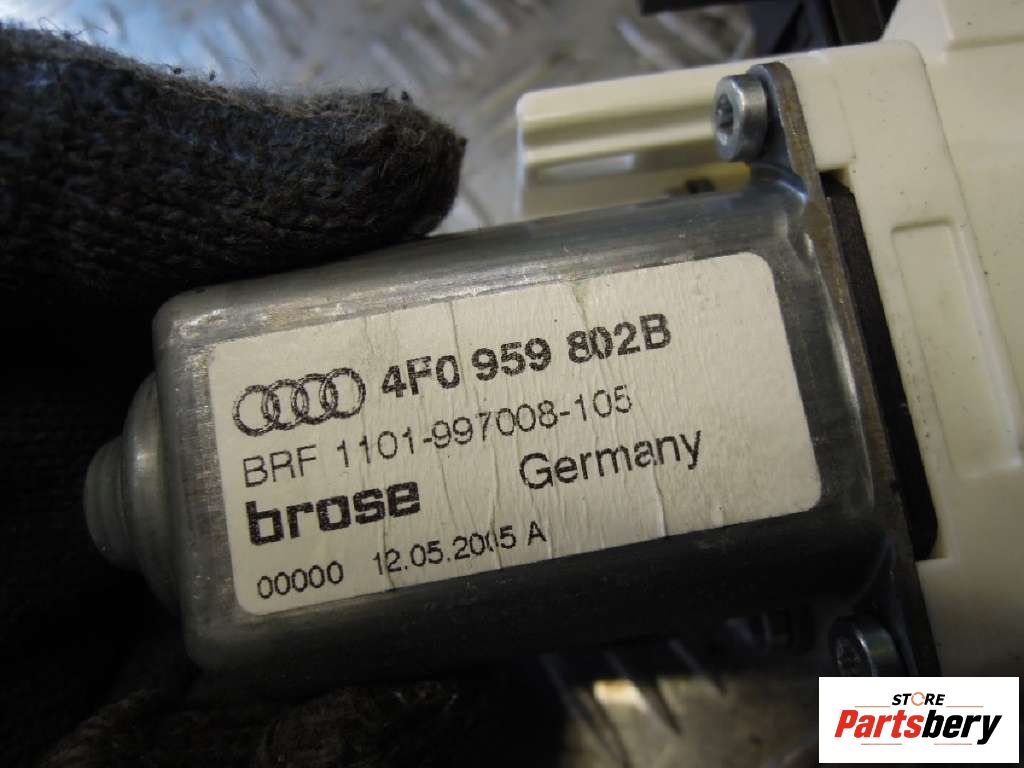 4F0 959 802B
BRF 1101-997008-105
brose Germany
00000 12.05.2005 A
STORE
Partsbery